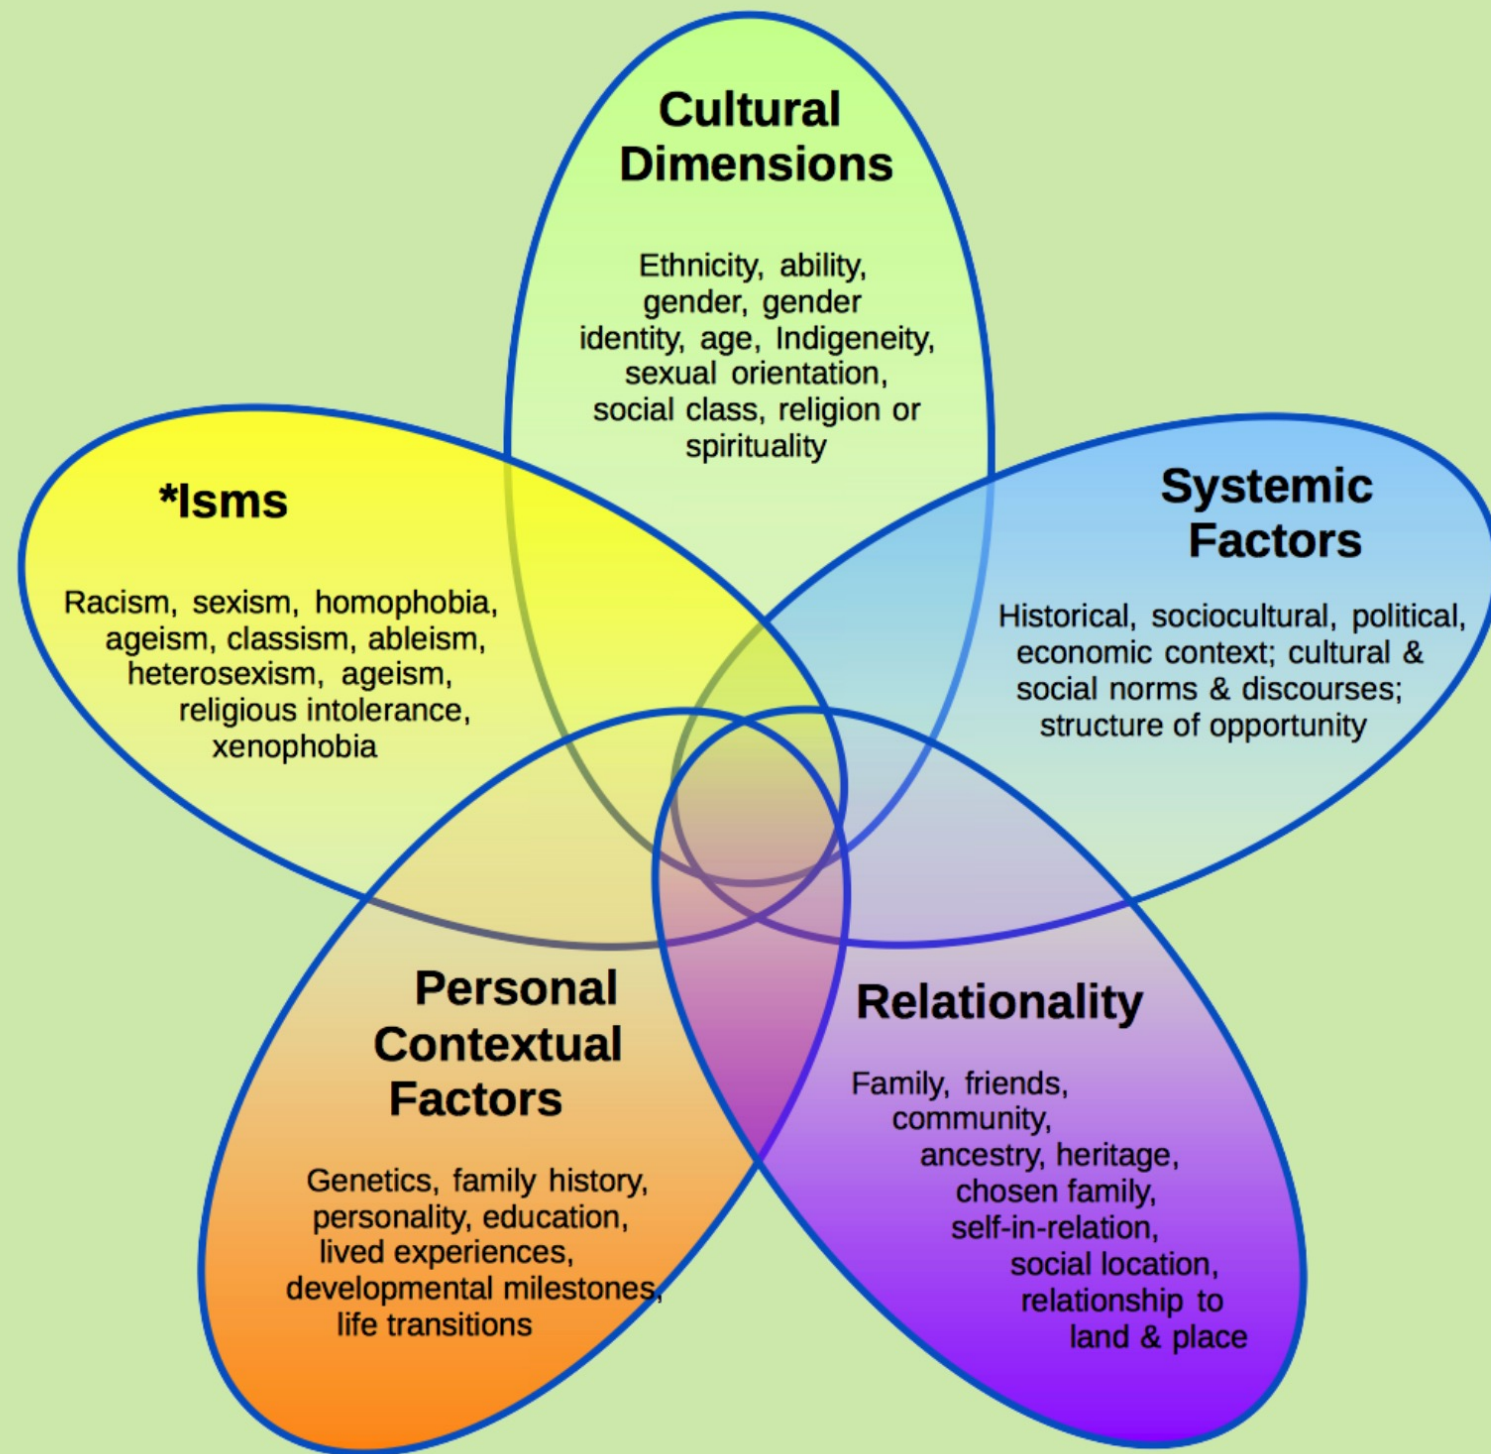 Cultural
Dimensions
Ethnicity, ability,
gender, gender
identity, age, Indigeneity,
sexual orientation,
social class, religion or
spirituality
*Isms
Racism, sexism, homophobia,
ageism, classism, ableism,
heterosexism, ageism,
religious intolerance,
xenophobia
Systemic
Factors
Historical, sociocultural, political,
economic context; cultural &
social norms & discourses;
structure of opportunity
Personal
Contextual
Factors
Genetics, family history,
personality, education,
lived experiences,
developmental milestones,
life transitions
Relationality
Family, friends,
community,
ancestry, heritage,
chosen family,
self-in-relation,
social location,
relationship to
land & place